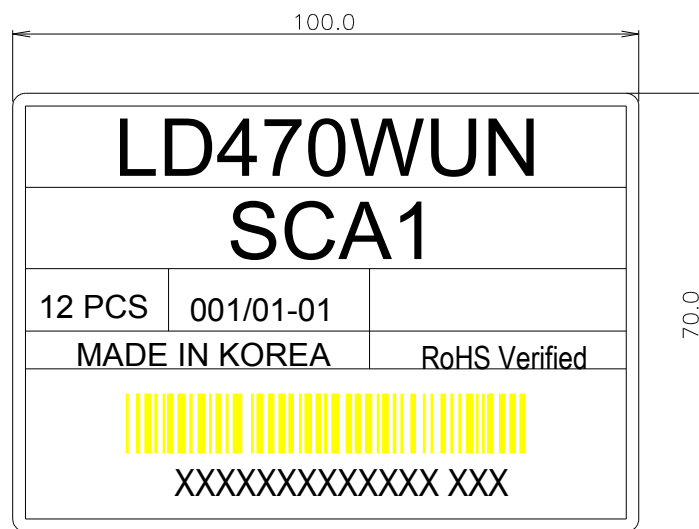 100.0
LD470WUN
SCA1
12 PCS 001/01-01
70.0
MADE IN KOREA RoHS Verified
XXXXXXXXXXXXX XXX